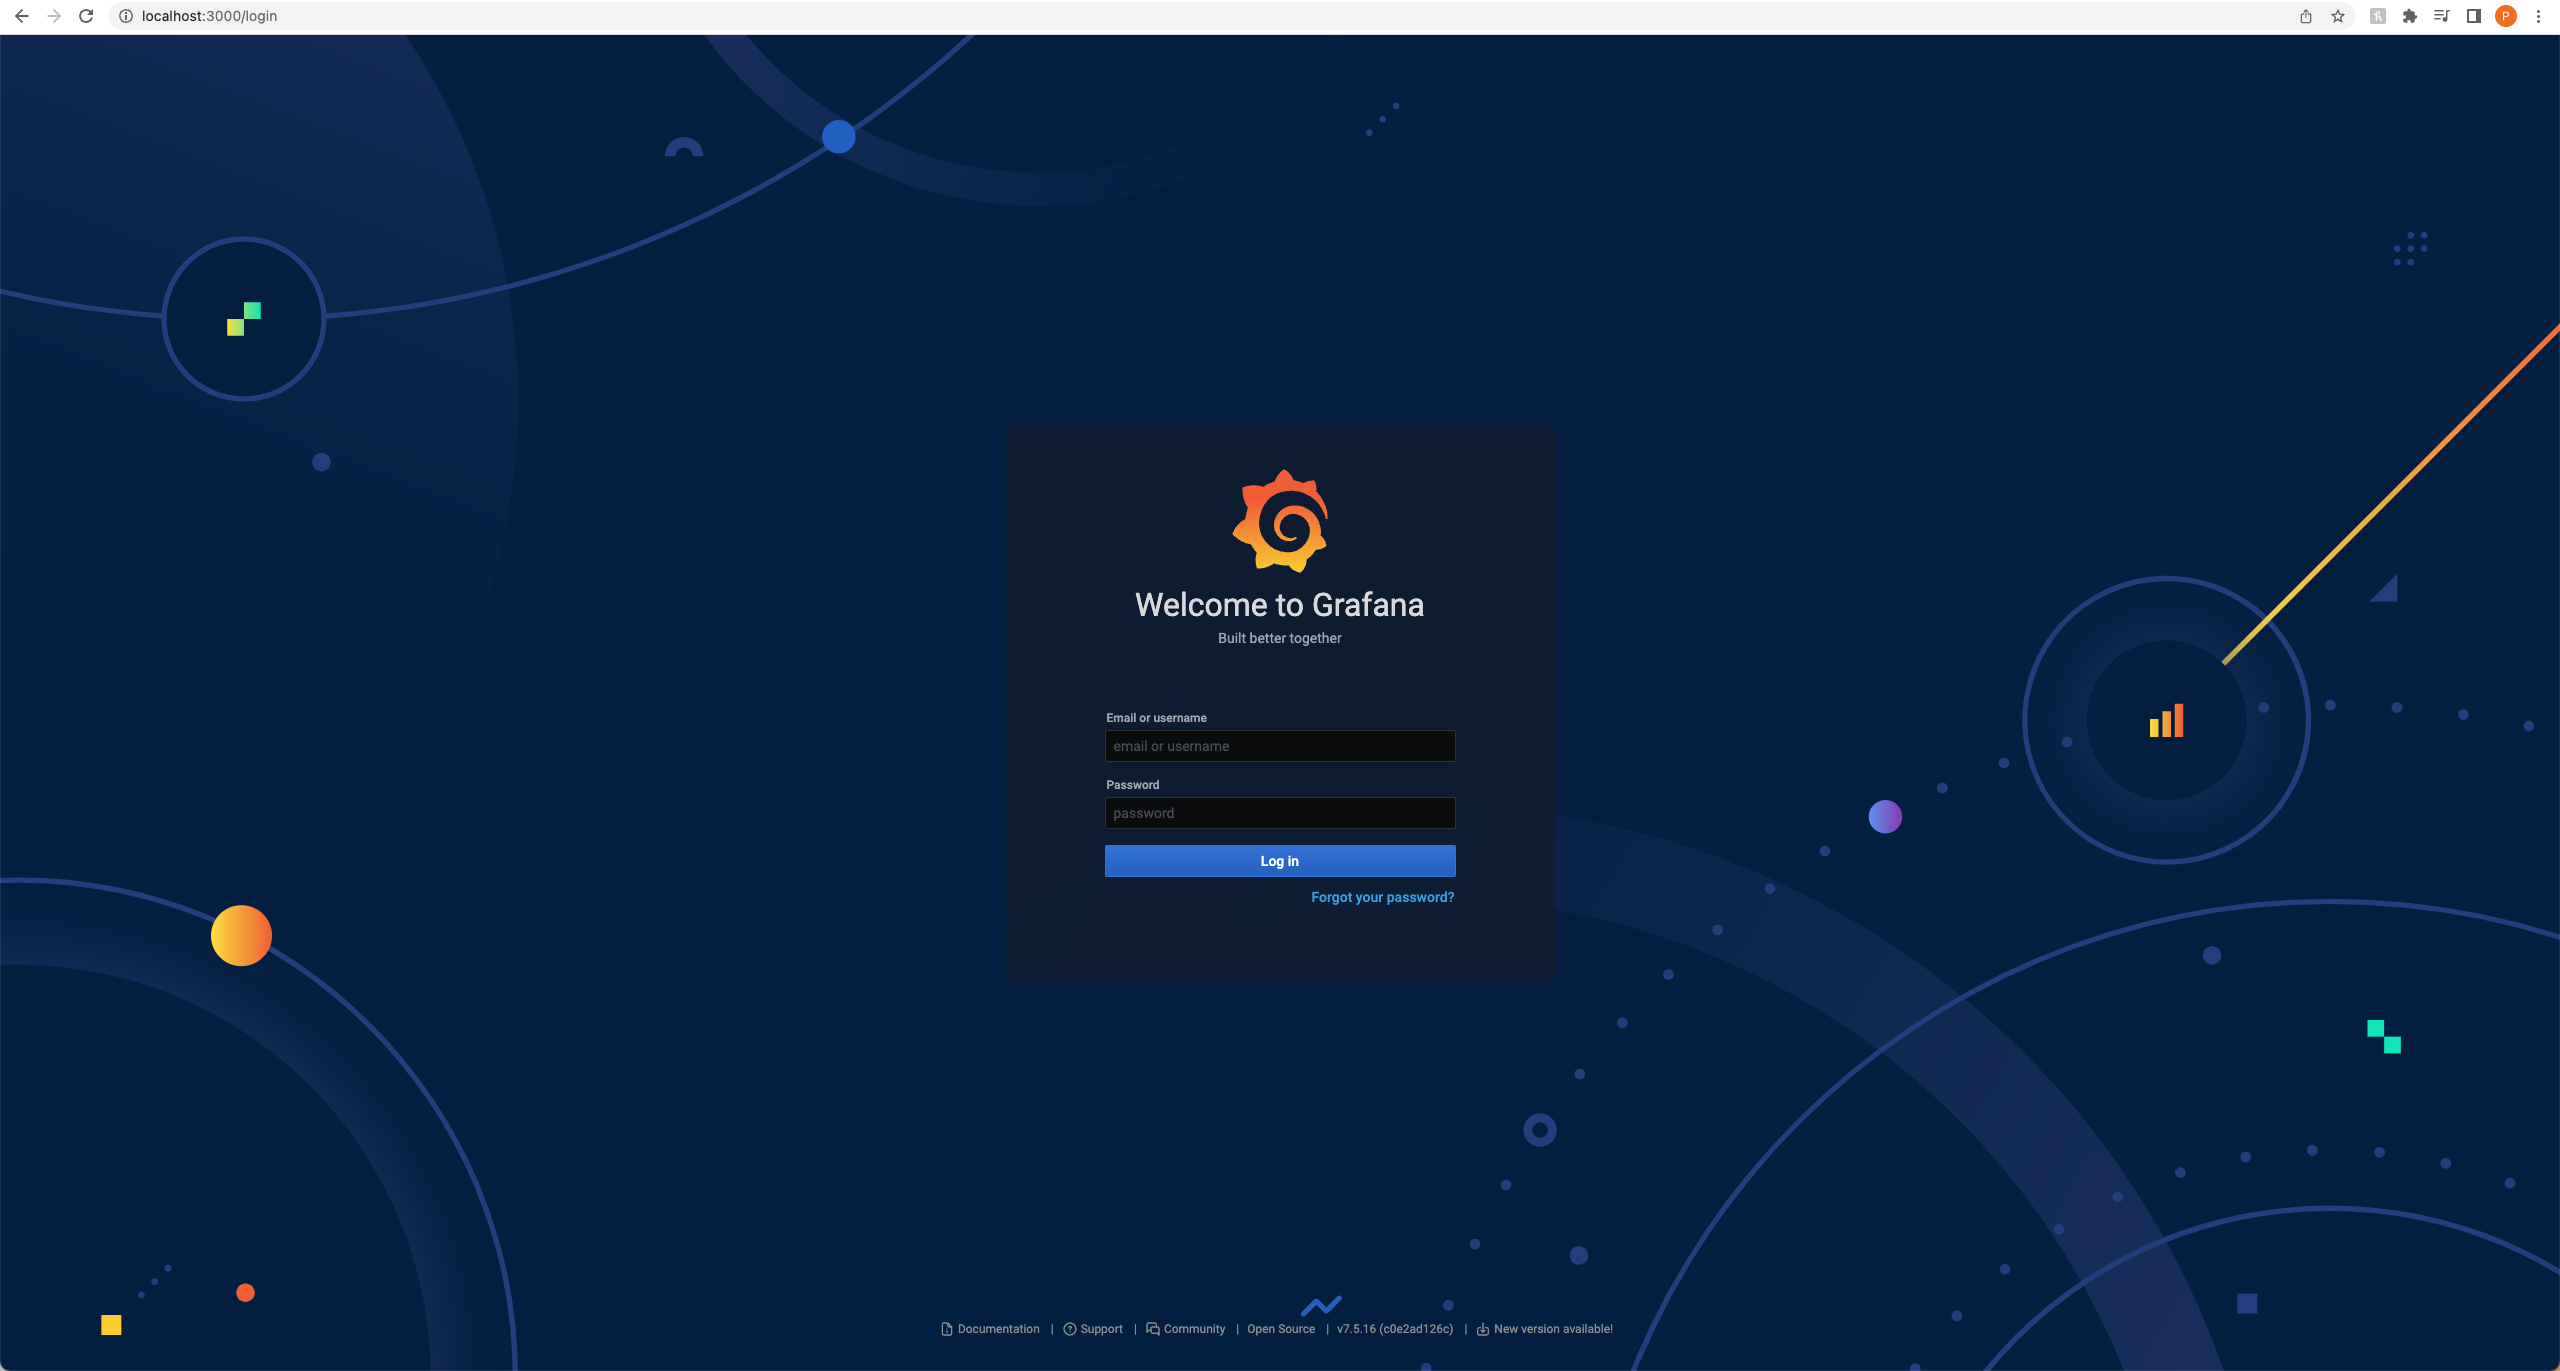 localhost:3000/login
P
Welcome to Grafana
Built better together
Email or username
email or username
Password
password
Log in
Forgot your password?
Documentation | Support | Community | Open Source | v7.5.16 (c0e2ad126c) | New version available!